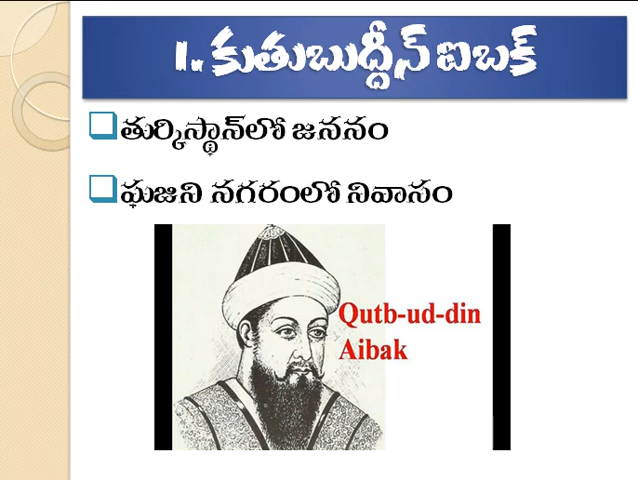 1. కుతుబుద్దీన్ ఐబక్
తుర్కిస్థాన్‌లో జననం
ఘజిని నగరంలో నివాసం
Qutb-ud-din
Aibak